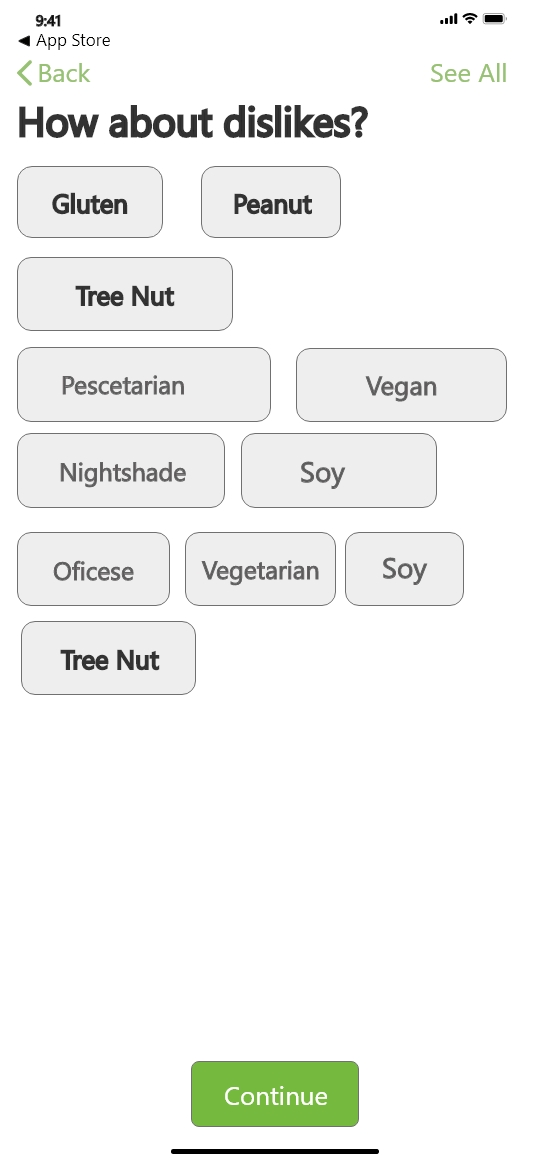 9:41
◀ App Store
Back See All
How about dislikes?
Gluten Peanut
Tree Nut
Pescetarian Vegan
Nightshade Soy
Oficese Vegetarian Soy
Tree Nut
Continue